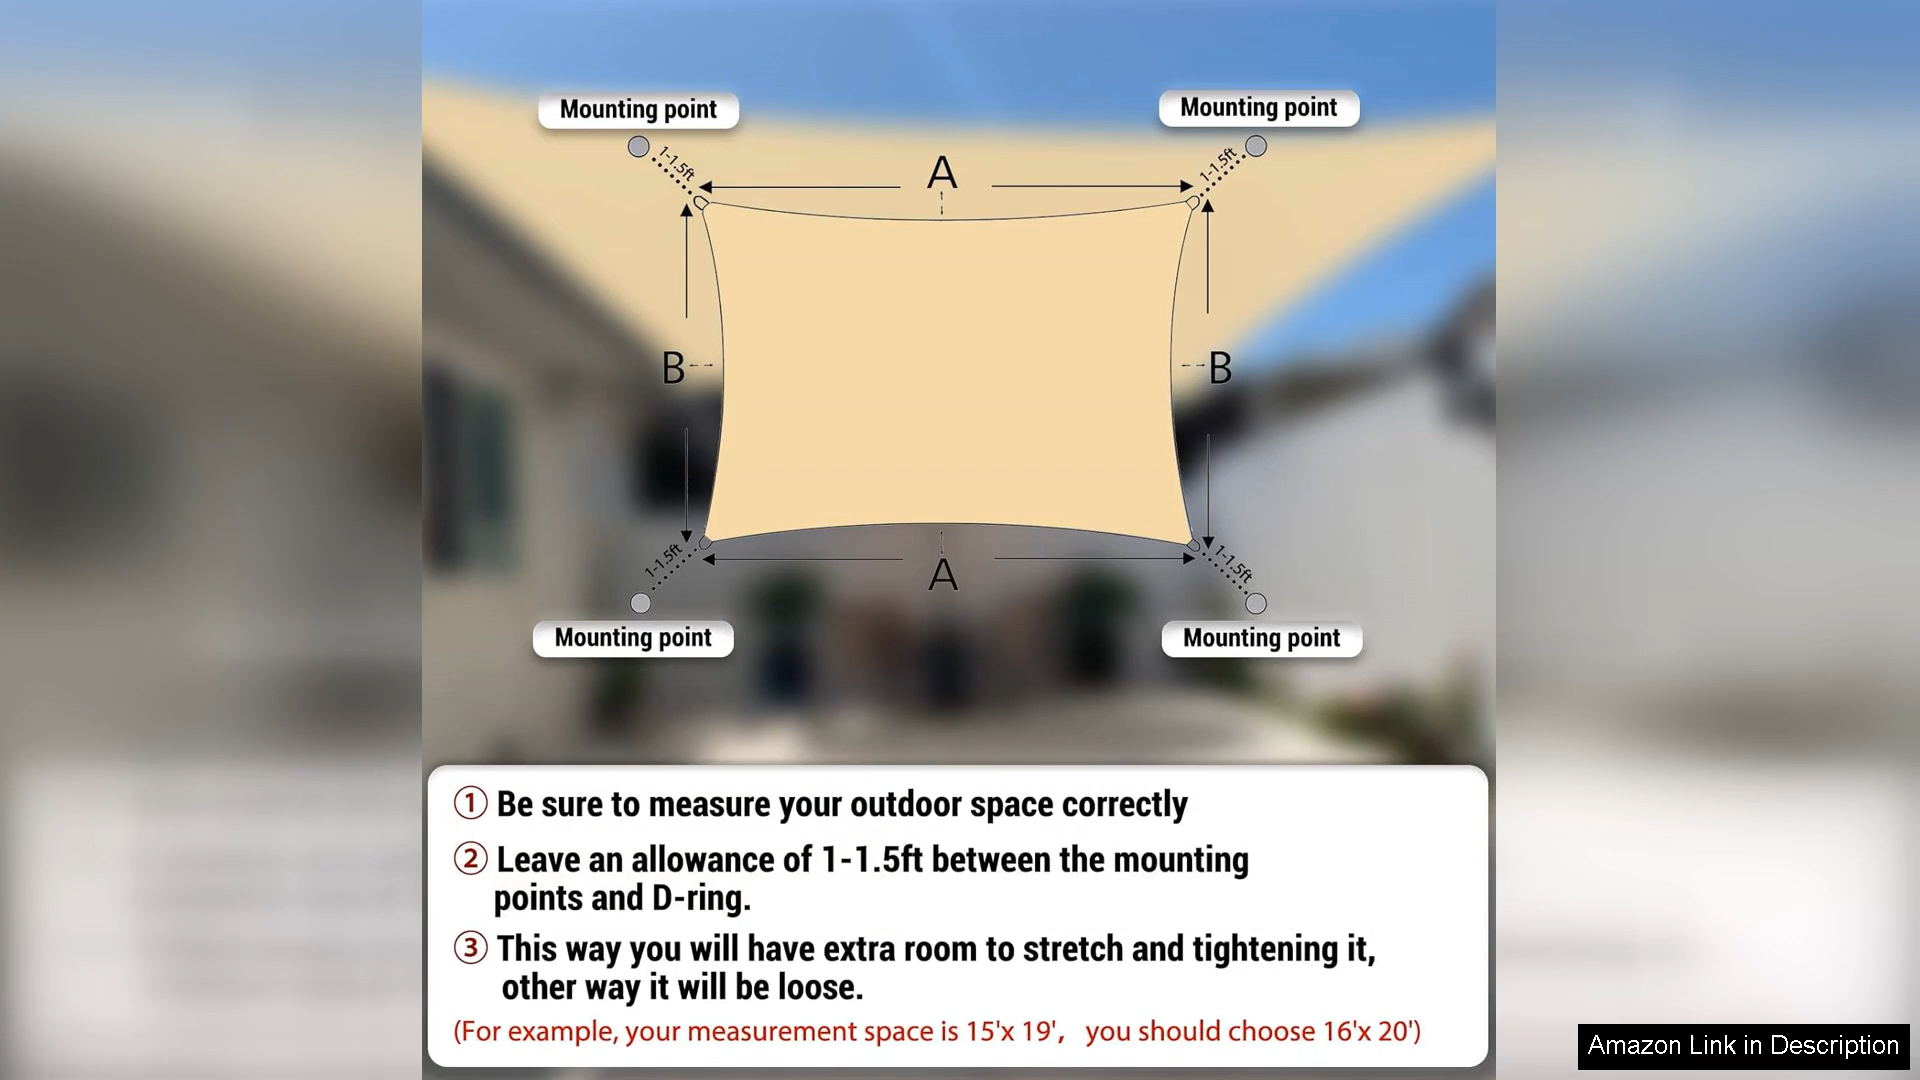 Mounting point
Mounting point
1-1.5ft
A
1-1.5ft
B
B
1-1.5ft
A
1-1.5ft
Mounting point
Mounting point
① Be sure to measure your outdoor space correctly
② Leave an allowance of 1-1.5ft between the mounting
points and D-ring.
③ This way you will have extra room to stretch and tightening it,
other way it will be loose.
(For example, your measurement space is 15'x 19', you should choose 16'x 20')
Amazon Link in Description